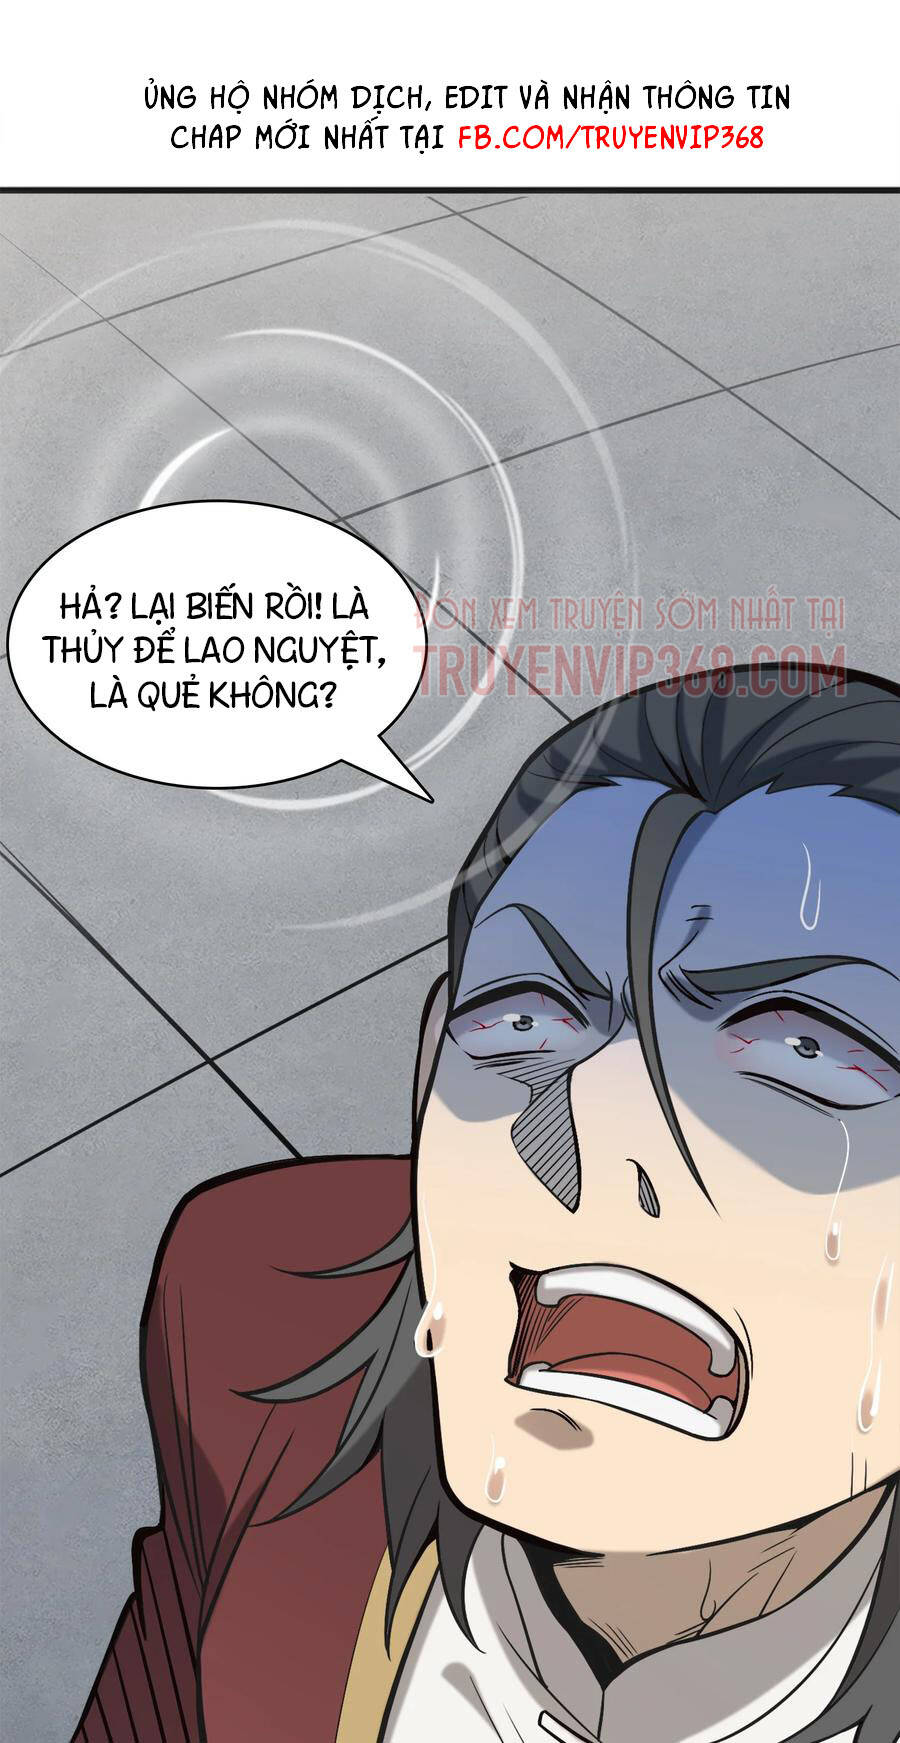 ỦNG HỘ NHÓM DỊCH, EDIT VÀ NHẬN THÔNG TIN
CHAP MỚI NHẤT TẠI FB.COM/TRUYENVIP368
HẢ? LẠI BIẾN RỒI! LÀ
THỦY ĐỂ LAO NGUYỆT,
LÀ QUẺ KHÔNG?
ĐÓN XEM TRUYỆN SỚM NHẤT TẠI
TRUYENVIP368.COM